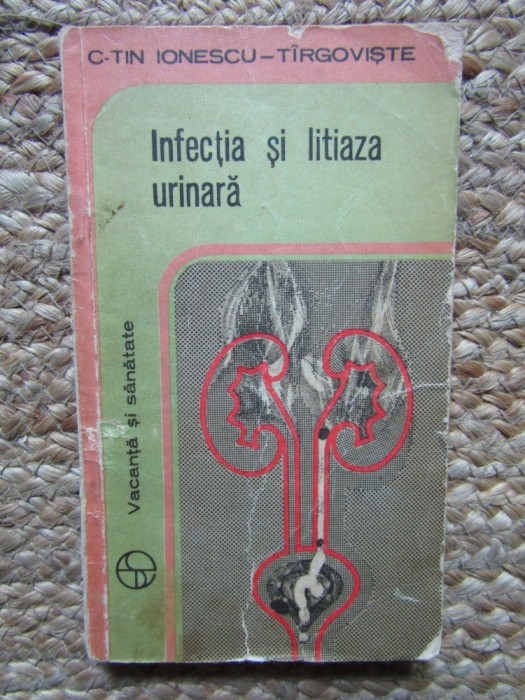 C-TIN IONESCU-TÎRGOVIȘTE
Infecția și litiaza
urinară
Vacanță și sănătate